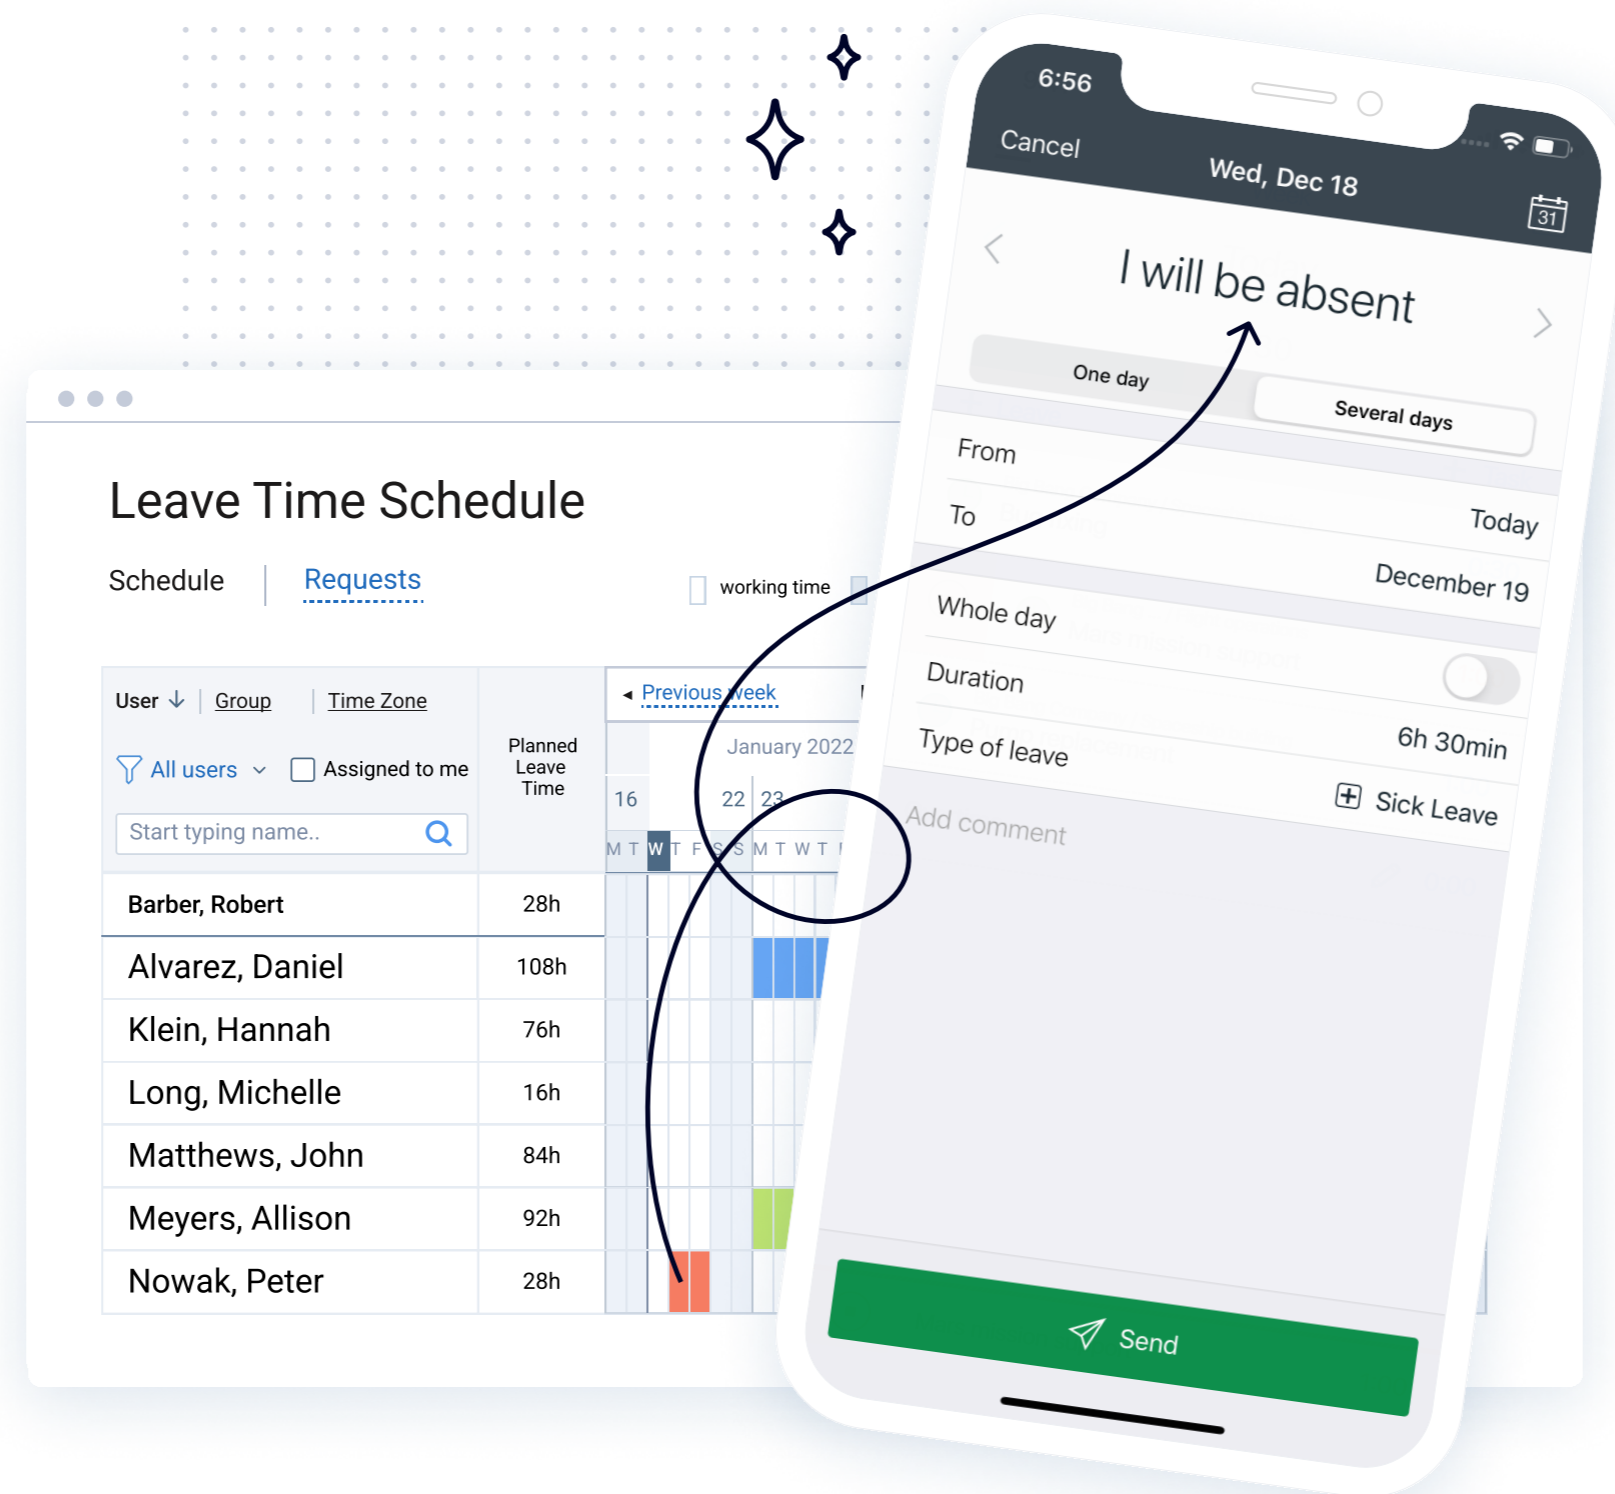 6:56
Cancel
Wed, Dec 18
31
I will be absent
One day
Several days
From
Today
To
December 19
Whole day
Duration
6h 30min
Type of leave
Sick Leave
Add comment
Send
Leave Time Schedule
Schedule
Requests
working time
User
Group
Time Zone
Planned
Leave
Time
Previous week
All users
Assigned to me
January 2022
Start typing name..
16 22 23
M T W T F S S M T W T
Barber, Robert 28h
Alvarez, Daniel 108h
Klein, Hannah 76h
Long, Michelle 16h
Matthews, John 84h
Meyers, Allison 92h
Nowak, Peter 28h